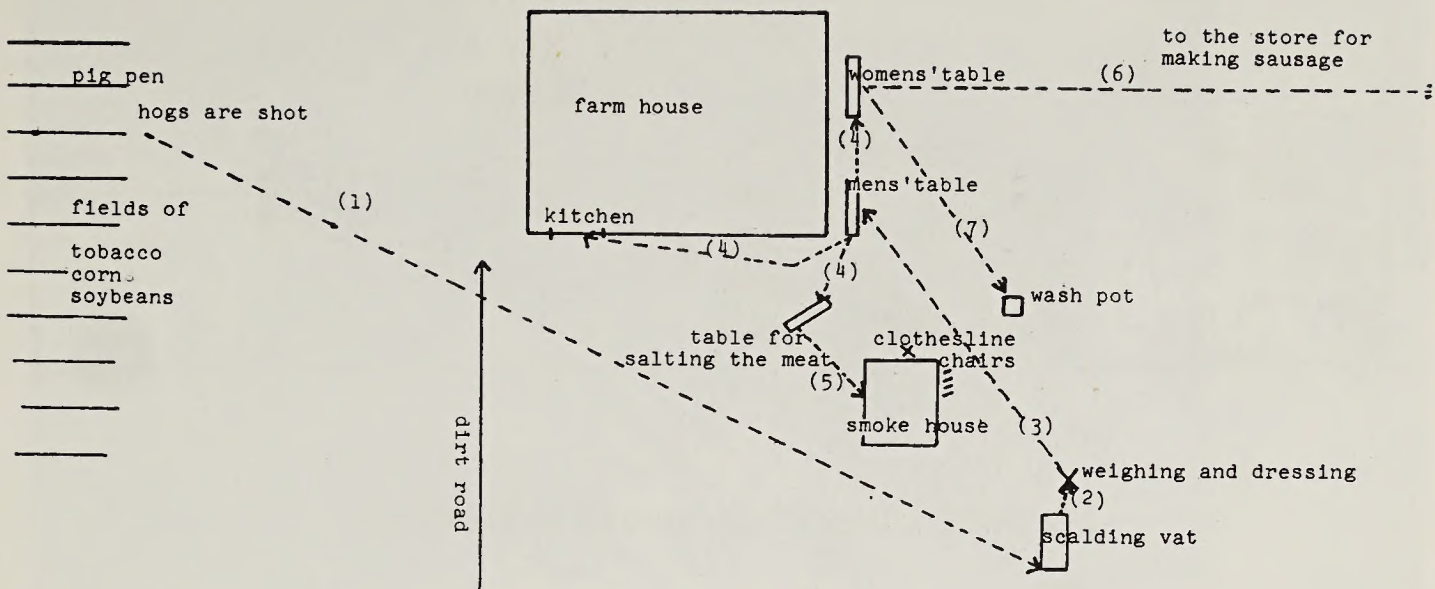 to the store for
making sausage
(6)
pig pen
womens'table
farm house
hogs are shot
(4)
mens'table
(1)
fields of
kitchen
(7)
(4)
tobacco
(4)
corn
soybeans
wash pot
table for
salting the meat
clothesline
chairs
(5)
dirt road
smoke house
(3)
weighing and dressing
(2)
scalding vat